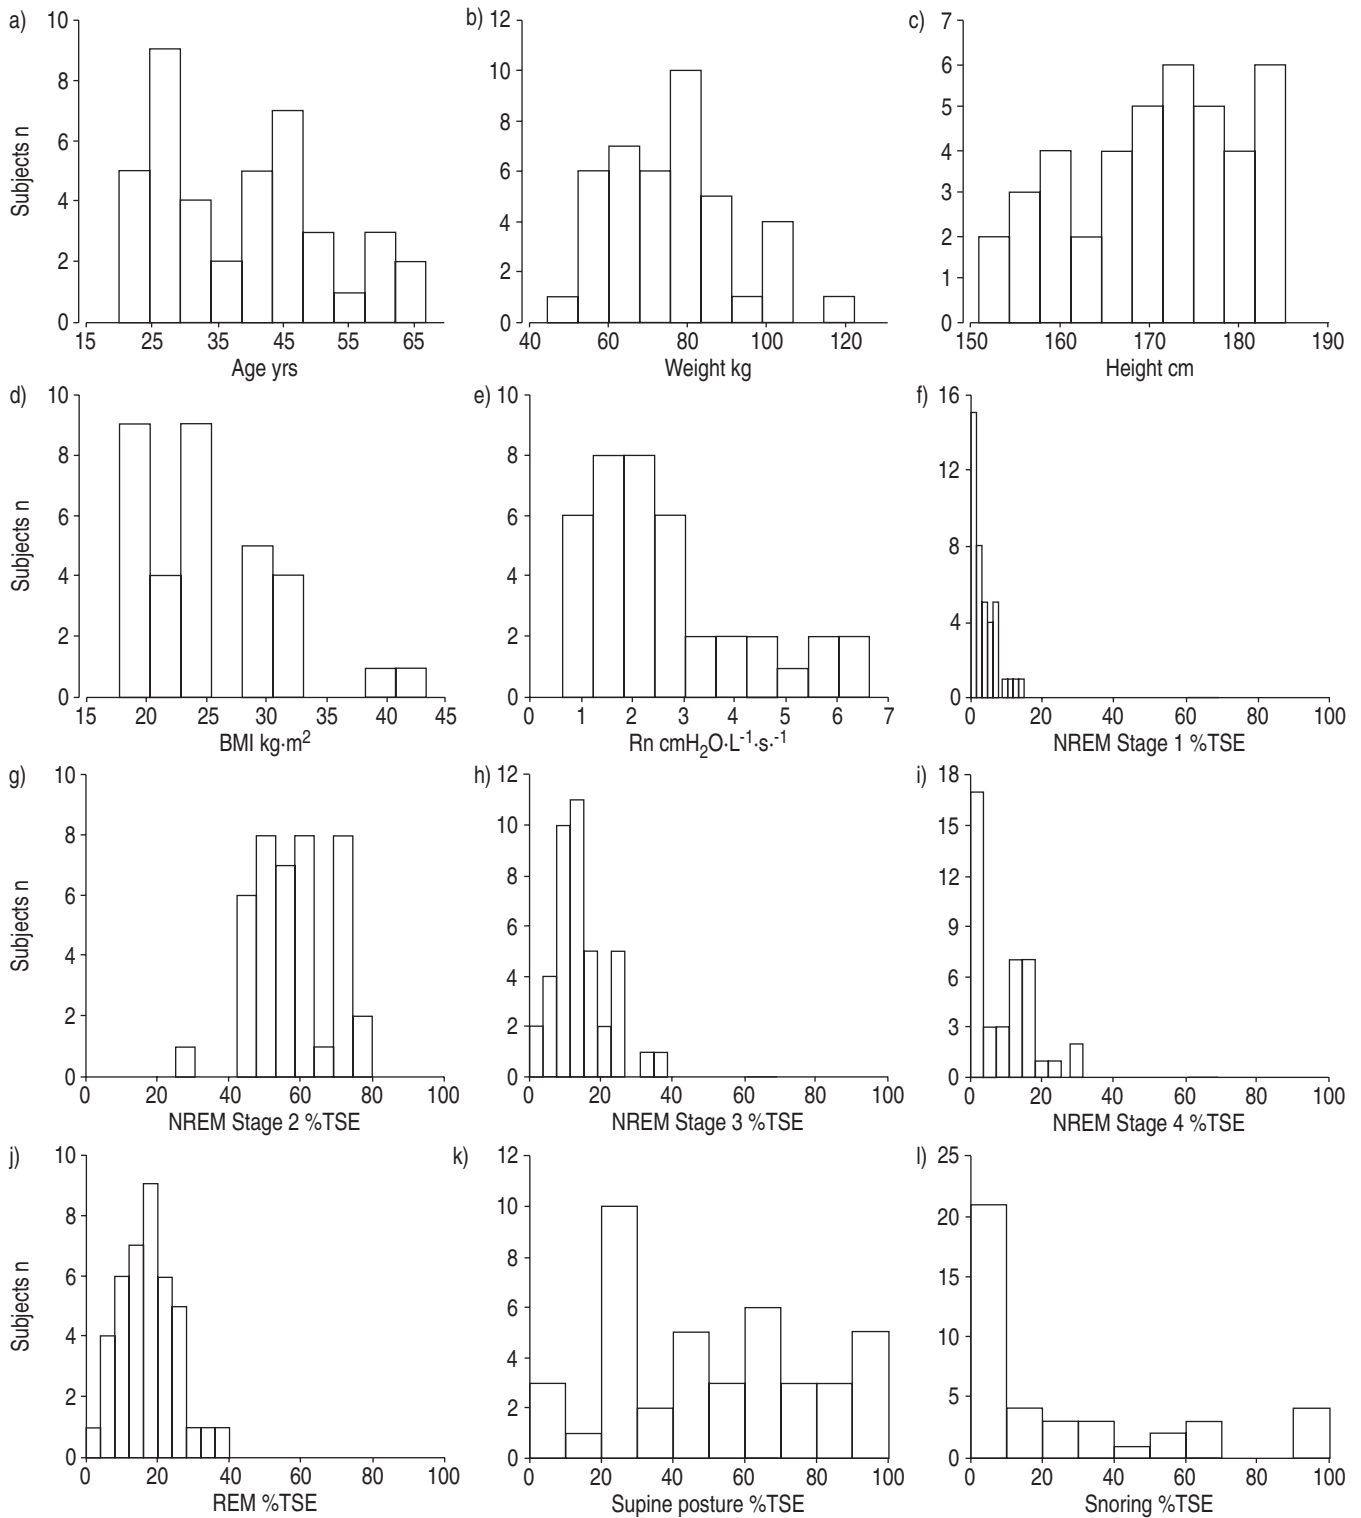 a) 10 8 6 4 2 0
Subjects n
15 25 35 45 55 65
Age yrs
b) 12 10 8 6 4 2 0
40 60 80 100 120
Weight kg
c) 7 6 5 4 3 2 1 0
150 160 170 180 190
Height cm
d) 10 8 6 4 2 0
Subjects n
15 20 25 30 35 40 45
BMI kg·m²
e) 10 8 6 4 2 0
0 1 2 3 4 5 6 7
Rn cmH₂O·L⁻¹·s·⁻¹
f) 16 12 8 4 0
0 20 40 60 80 100
NREM Stage 1 %TSE
g) 10 8 6 4 2 0
Subjects n
0 20 40 60 80 100
NREM Stage 2 %TSE
h) 12 10 8 6 4 2 0
0 20 40 60 80 100
NREM Stage 3 %TSE
i) 18 15 12 9 6 3 0
0 20 40 60 80 100
NREM Stage 4 %TSE
j) 10 8 6 4 2 0
Subjects n
0 20 40 60 80 100
REM %TSE
k) 12 10 8 6 4 2 0
0 20 40 60 80 100
Supine posture %TSE
l) 25 20 15 10 5 0
0 20 40 60 80 100
Snoring %TSE